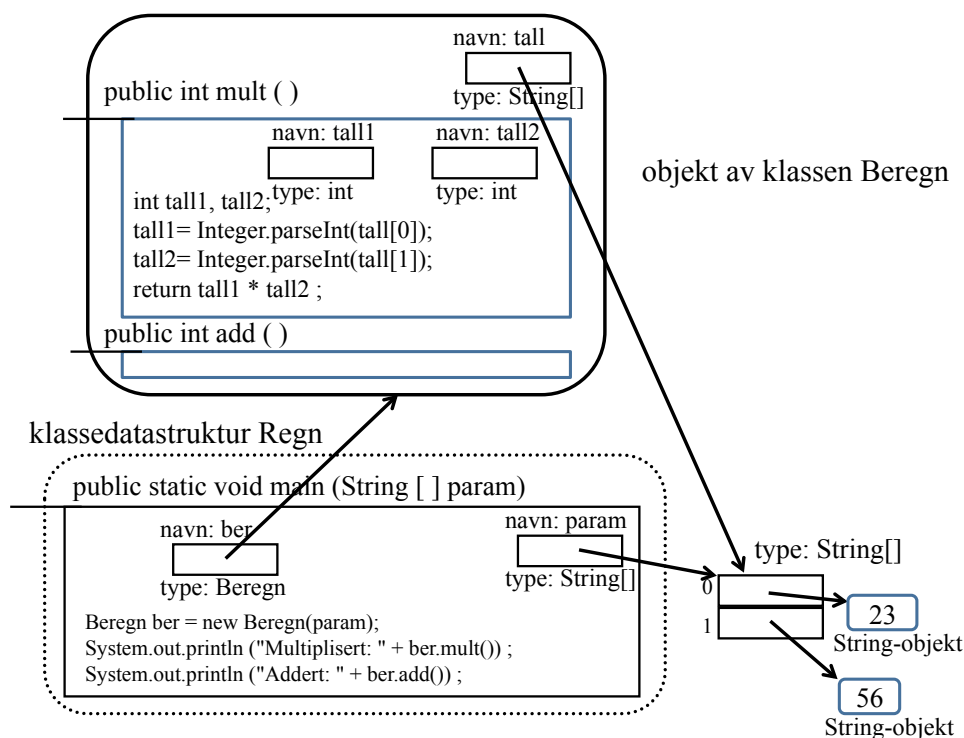 navn: tall
public int mult ( )
type: String[]
navn: tall1
navn: tall2
type: int
type: int
objekt av klassen Beregn
int tall1, tall2;
tall1= Integer.parseInt(tall[0]);
tall2= Integer.parseInt(tall[1]);
return tall1 * tall2 ;
public int add ( )
klassedatastruktur Regn
public static void main (String [ ] param)
navn: ber
navn: param
type: Beregn
type: String[]
type: String[]
0
1
23
String-objekt
Beregn ber = new Beregn(param);
System.out.println ("Multiplisert: " + ber.mult()) ;
System.out.println ("Addert: " + ber.add()) ;
56
String-objekt